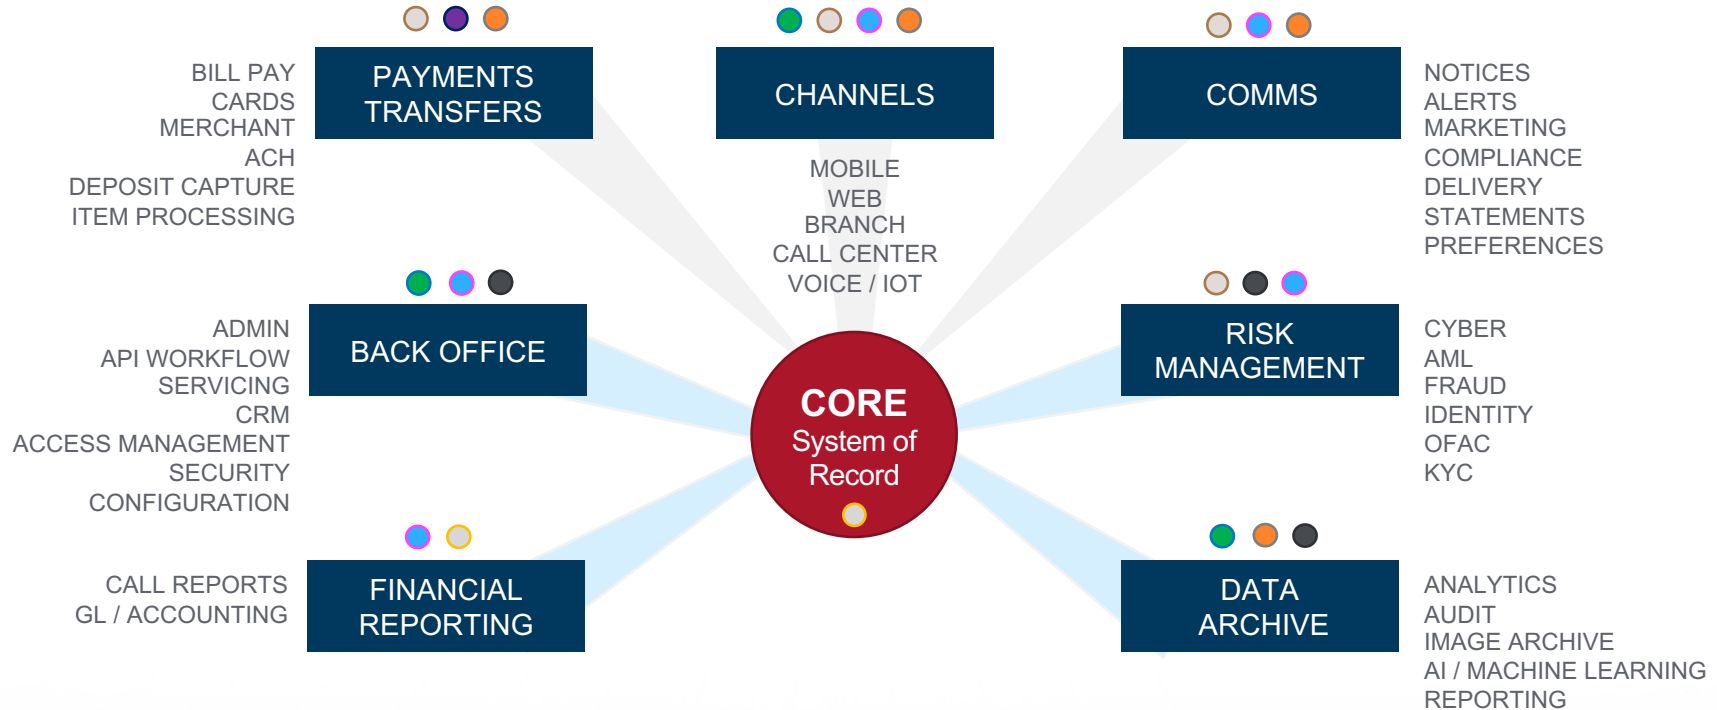 BILL PAY
CARDS
MERCHANT
ACH
DEPOSIT CAPTURE
ITEM PROCESSING
PAYMENTS
TRANSFERS
CHANNELS
MOBILE
WEB
BRANCH
CALL CENTER
VOICE / IOT
COMMS
NOTICES
ALERTS
MARKETING
COMPLIANCE
DELIVERY
STATEMENTS
PREFERENCES
ADMIN
API WORKFLOW
SERVICING
CRM
ACCESS MANAGEMENT
SECURITY
CONFIGURATION
BACK OFFICE
CORE
System of
Record
RISK
MANAGEMENT
CYBER
AML
FRAUD
IDENTITY
OFAC
KYC
CALL REPORTS
GL / ACCOUNTING
FINANCIAL
REPORTING
DATA
ARCHIVE
ANALYTICS
AUDIT
IMAGE ARCHIVE
AI / MACHINE LEARNING
REPORTING